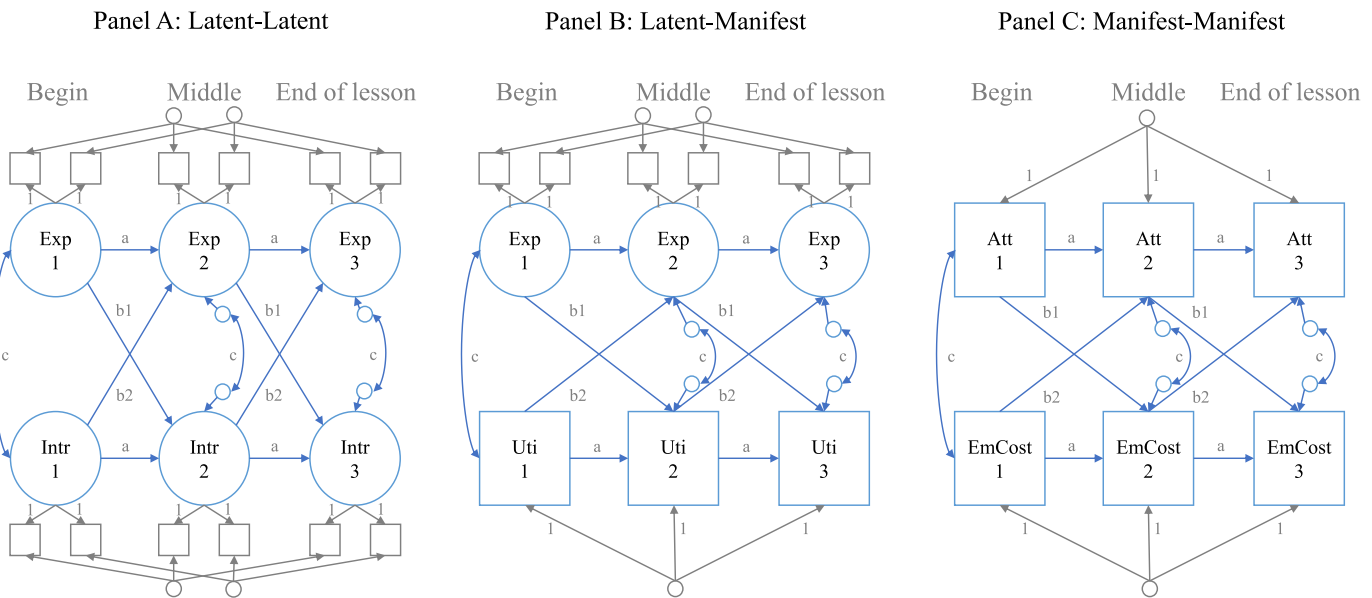 Panel A: Latent-Latent
Begin Middle End of lesson
1 1 1 1 1 1
Exp 1 a Exp 2 a Exp 3
b1 b1
c c c
b2 b2
Intr 1 a Intr 2 a Intr 3
1 1 1 1 1 1
Panel B: Latent-Manifest
Begin Middle End of lesson
1 1 1 1 1 1
Exp 1 a Exp 2 a Exp 3
b1 b1
c c c
b2 b2
Uti 1 a Uti 2 a Uti 3
1 1 1
Panel C: Manifest-Manifest
Begin Middle End of lesson
1 1 1
Att 1 a Att 2 a Att 3
b1 b1
c c c
b2 b2
EmCost 1 a EmCost 2 a EmCost 3
1 1 1